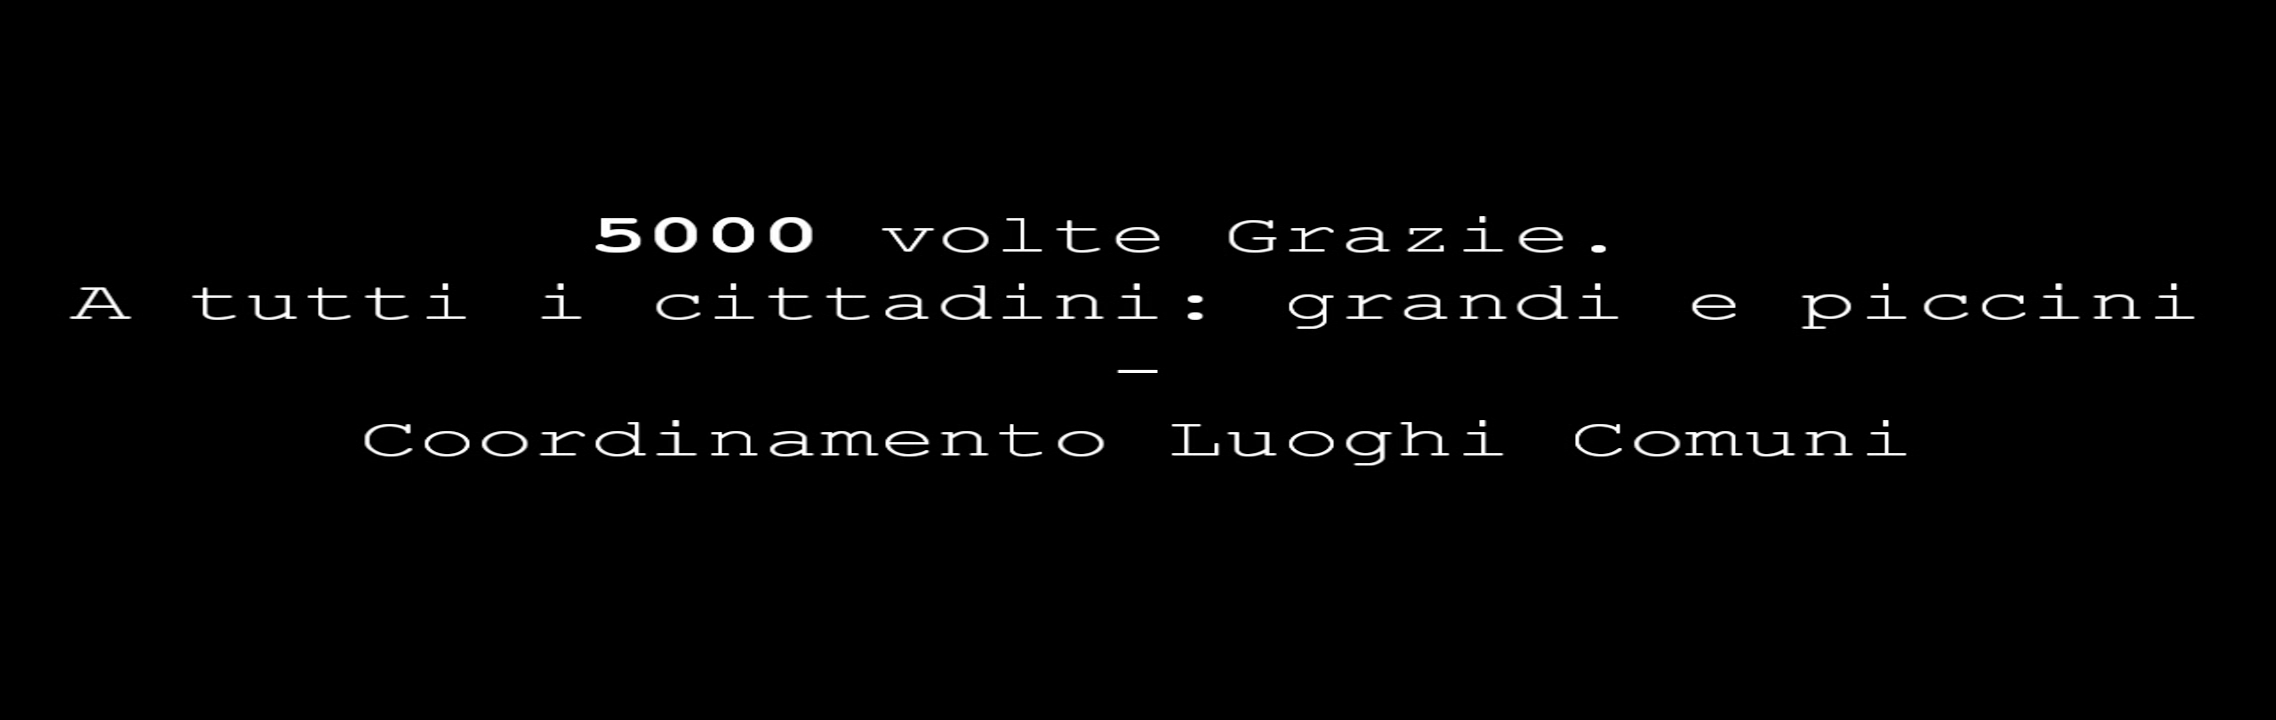 5000 volte Grazie.
A tutti i cittadini: grandi e piccini
—
Coordinamento Luoghi Comuni